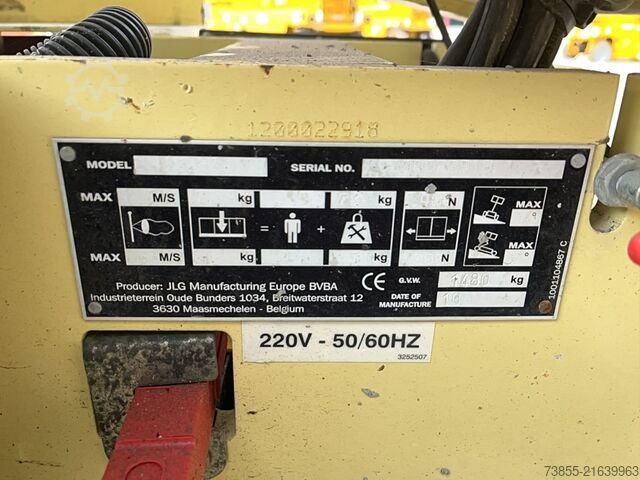 1200022918
MODEL SERIAL NO.
MAX M/S kg kg N
MAX °
= +
MAX °
MAX M/S kg kg N
Producer: JLG Manufacturing Europe BVBA
Industrieterrein Oude Bunders 1034, Breitwaterstraat 12
3630 Maasmechelen - Belgium
CE
G.V.W. 1480 kg
DATE OF
MANUFACTURE 10
1001104867 C
220V - 50/60HZ
3252507
73855-21639963